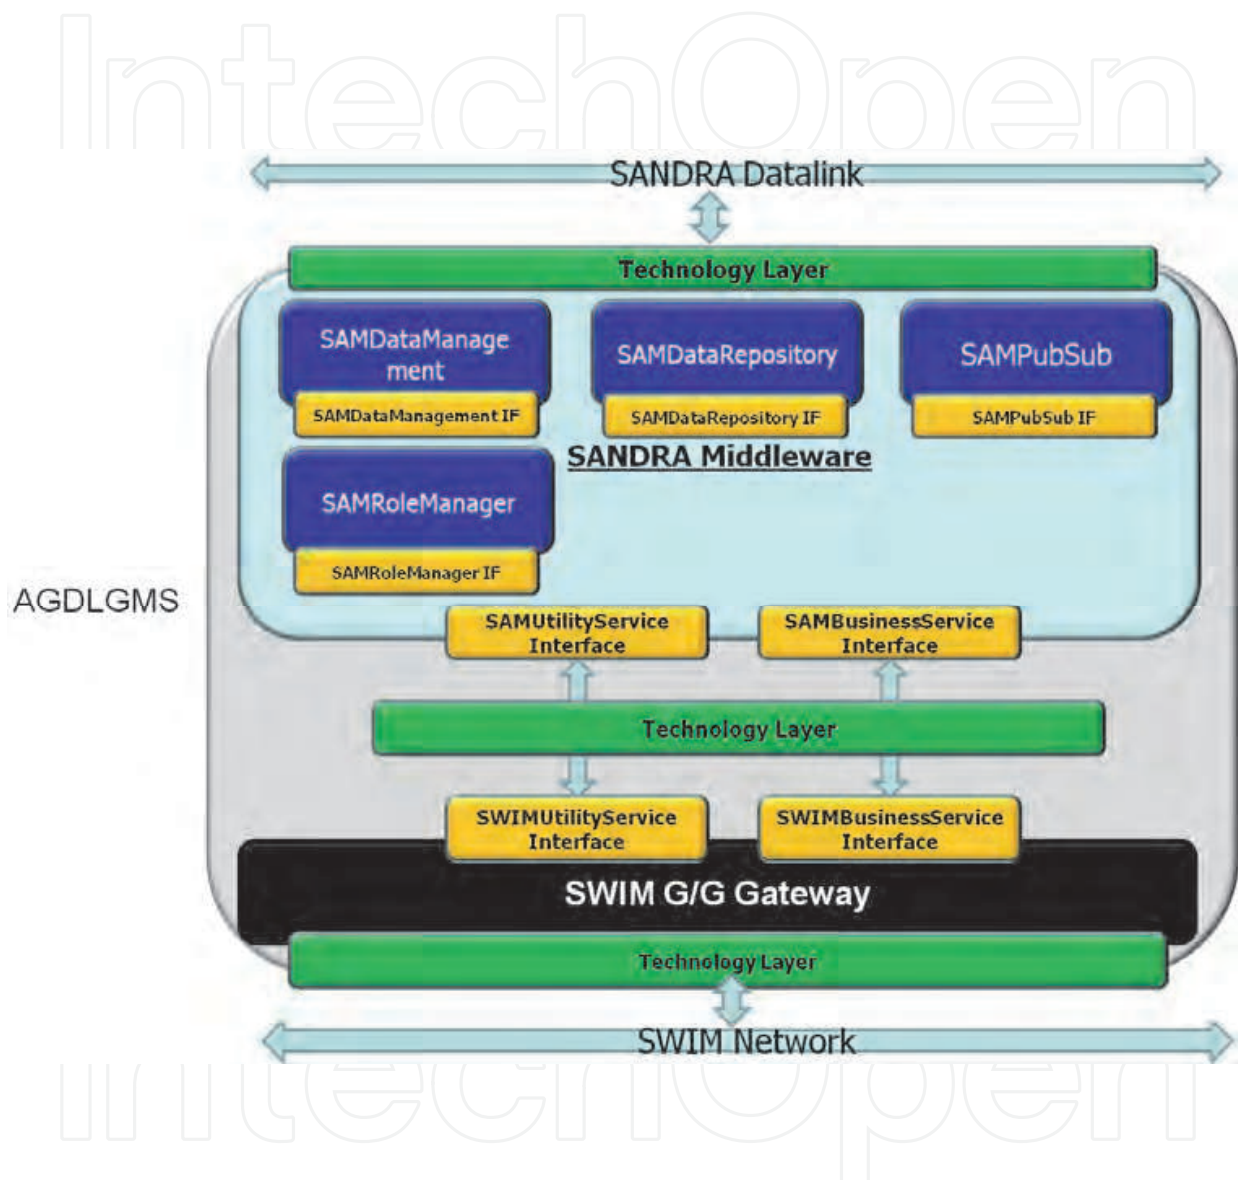 IntechOpen
SANDRA Datalink
Technology Layer
SAMDataManage
ment
SAMDataRepository
SAMPubSub
SAMDataManagement IF
SAMDataRepository IF
SAMPubSub IF
SANDRA Middleware
SAMRoleManager
SAMRoleManager IF
AGDLGMS
SAMUtilityService
Interface
SAMBusinessService
Interface
Technology Layer
SWIMUtilityService
Interface
SWIMBusinessService
Interface
SWIM G/G Gateway
Technology Layer
SWIM Network
IntechOpen